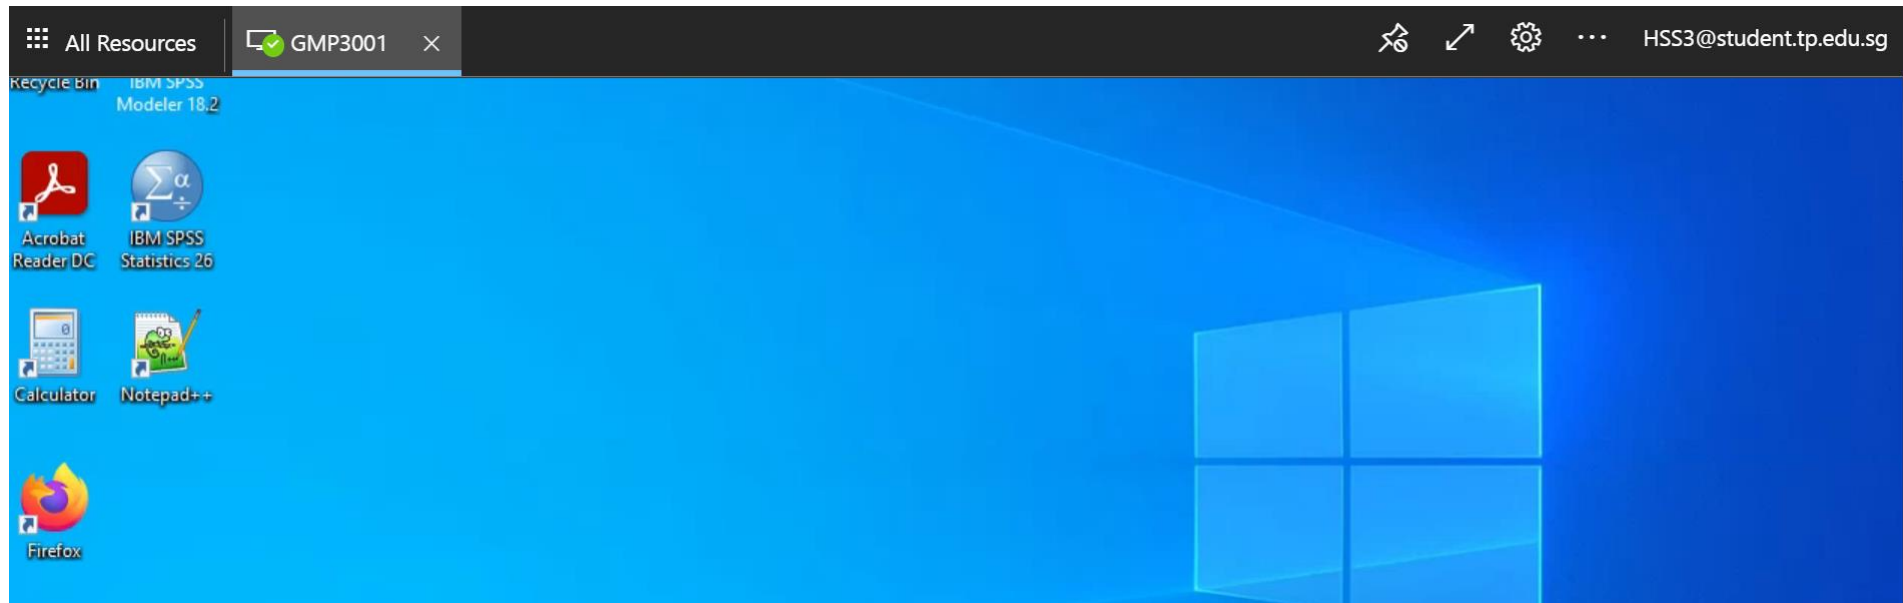 All Resources
GMP3001
HSS3@student.tp.edu.sg
Recycle Bin
IBM SPSS
Modeler 18.2
Acrobat
Reader DC
IBM SPSS
Statistics 26
Calculator
Notepad++
Firefox